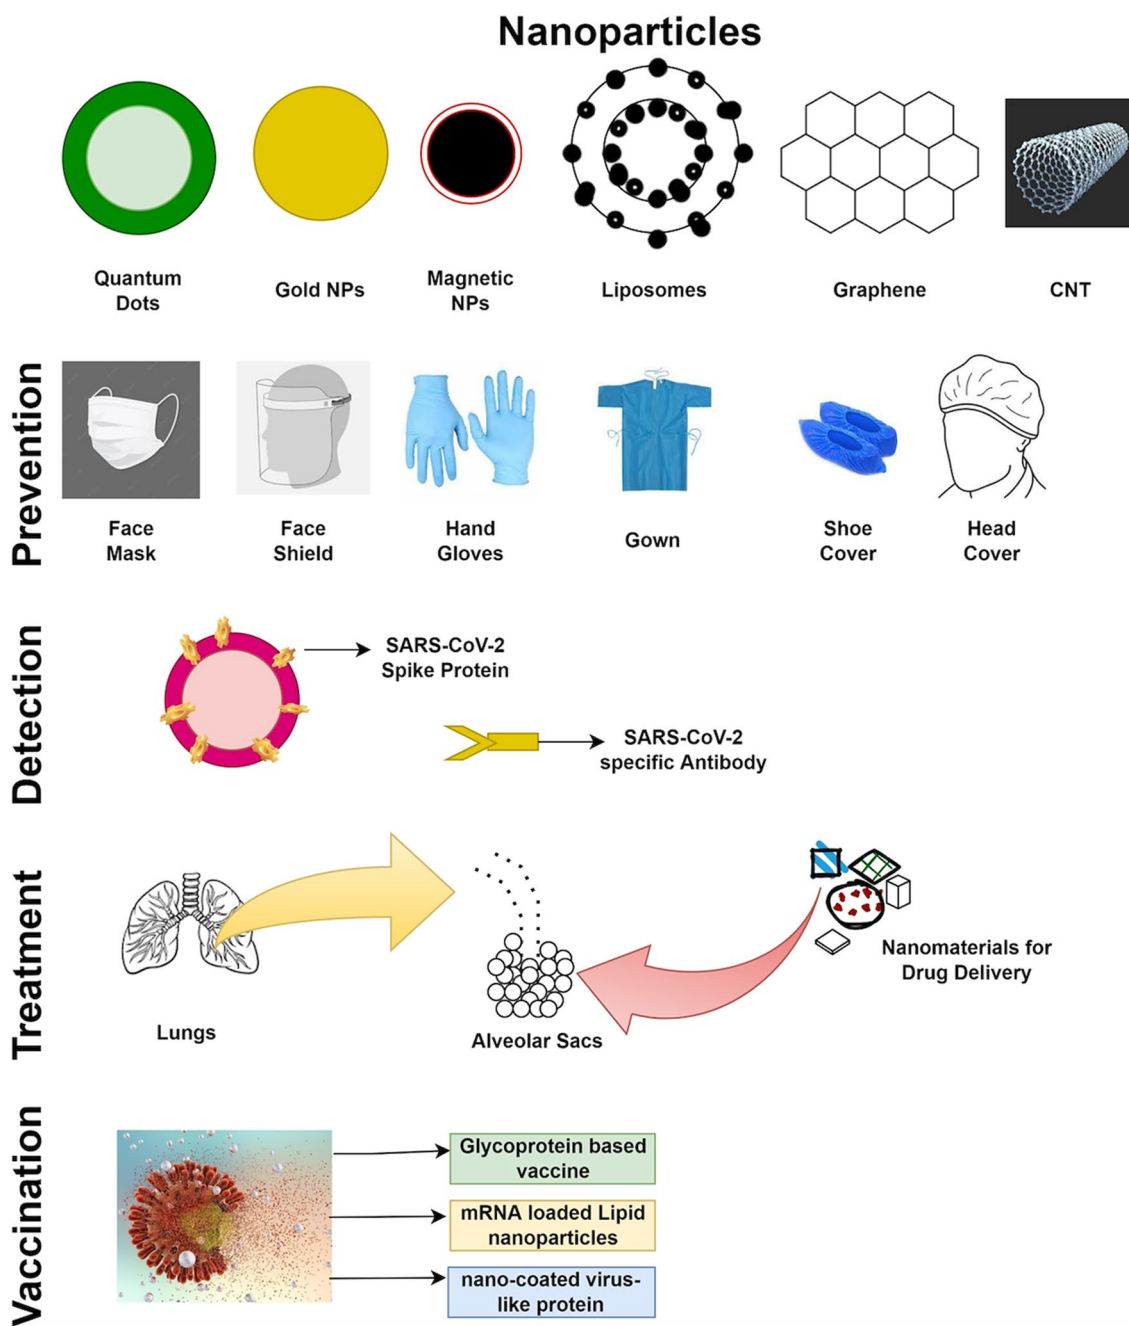 Nanoparticles
Quantum
Dots
Gold NPs
Magnetic
NPs
Liposomes
Graphene
CNT
Prevention
Face
Mask
Face
Shield
Hand
Gloves
Gown
Shoe
Cover
Head
Cover
Detection
SARS-CoV-2
Spike Protein
SARS-CoV-2
specific Antibody
Treatment
Lungs
Alveolar Sacs
Nanomaterials for
Drug Delivery
Vaccination
Glycoprotein based
vaccine
mRNA loaded Lipid
nanoparticles
nano-coated virus-
like protein